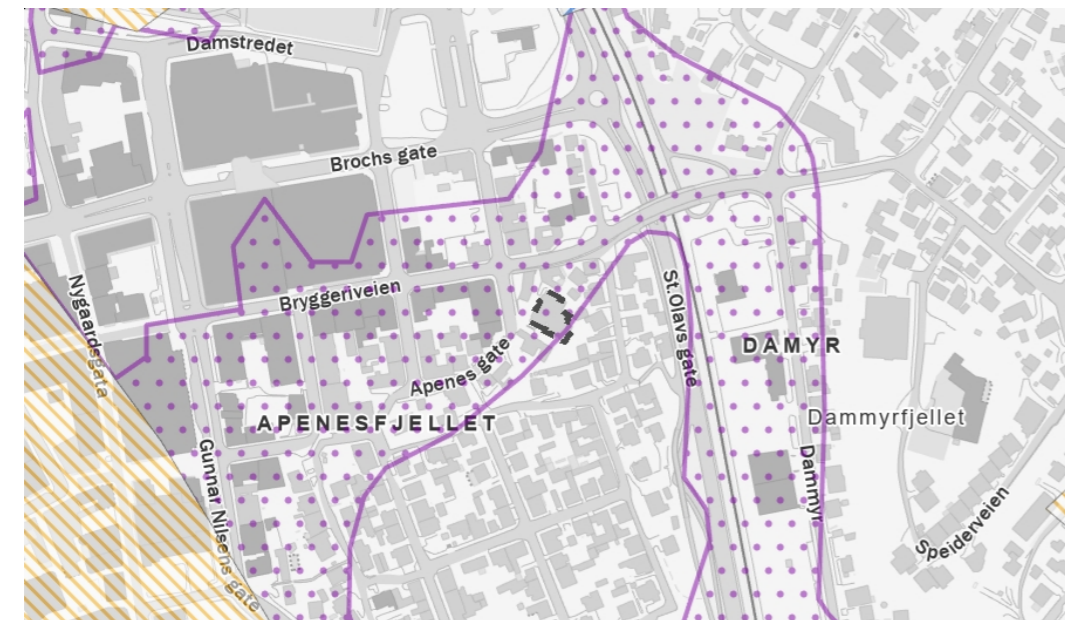 Damstredet
Brochs gate
Bryggeriveien
Nygaardsgata
St.Olavs gate
DAMYR
Apenes gate
APENESFJELLET
Dammyrfjellet
Gunnar Nilsens gate
Dammyr
Speiderveien